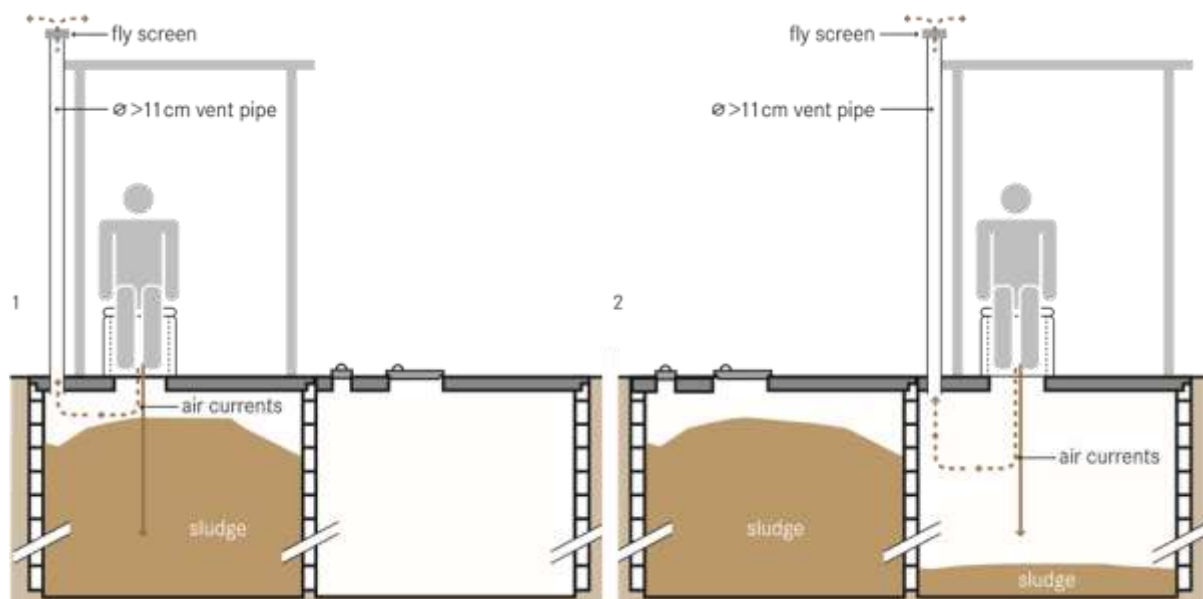 fly screen
⌀ >11cm vent pipe
1
air currents
sludge
fly screen
⌀ >11cm vent pipe
2
air currents
sludge
sludge